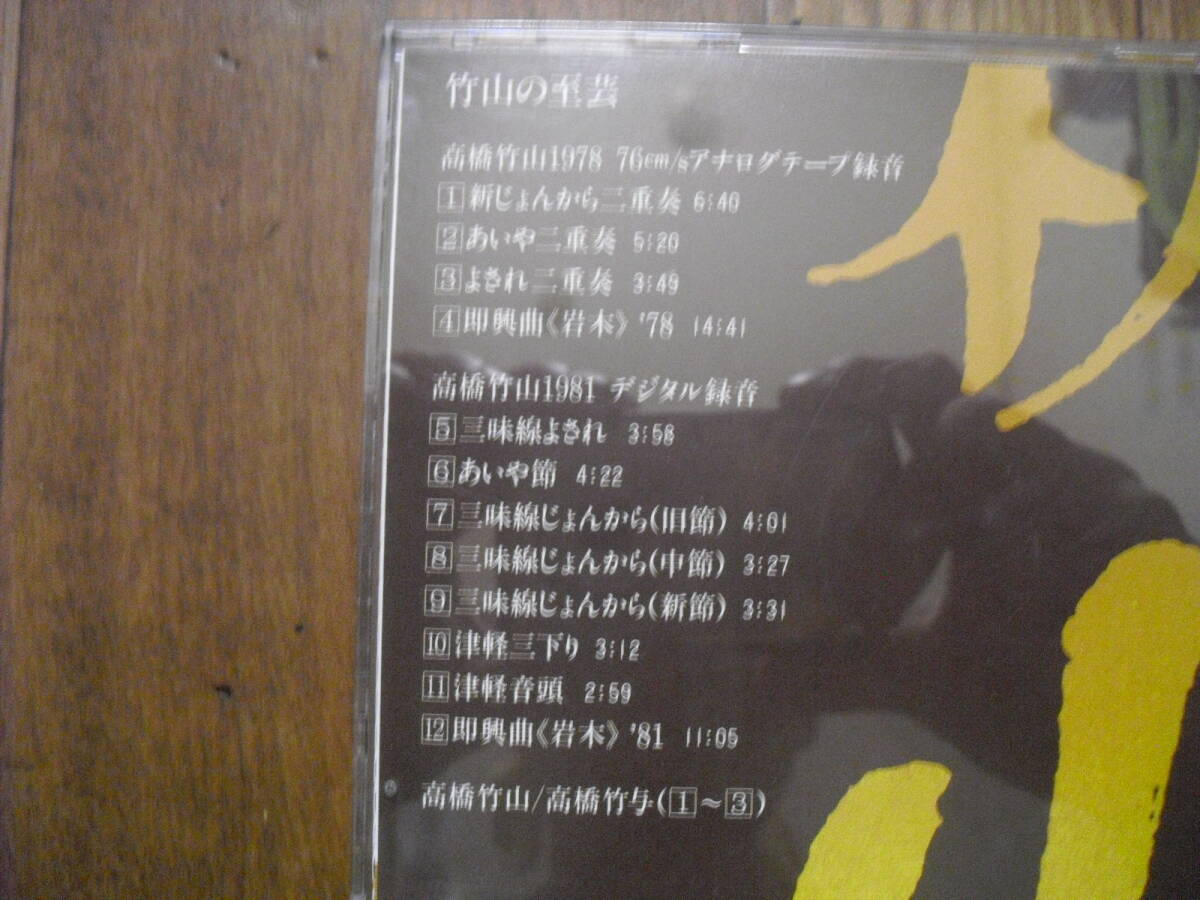 竹山の至芸
高橋竹山1978 76cm/sアナログテープ録音
1 新じょんから二重奏 6:40
2 あいや二重奏 5:20
3 よされ二重奏 3:49
4 即興曲《岩木》'78 14:41
高橋竹山1981 デジタル録音
5 三味線よされ 3:58
6 あいや節 4:22
7 三味線じょんから(旧節) 4:01
8 三味線じょんから(中節) 3:27
9 三味線じょんから(新節) 3:31
10 津軽三下り 3:12
11 津軽音頭 2:59
12 即興曲《岩木》'81 11:05
高橋竹山/高橋竹与(1~3)